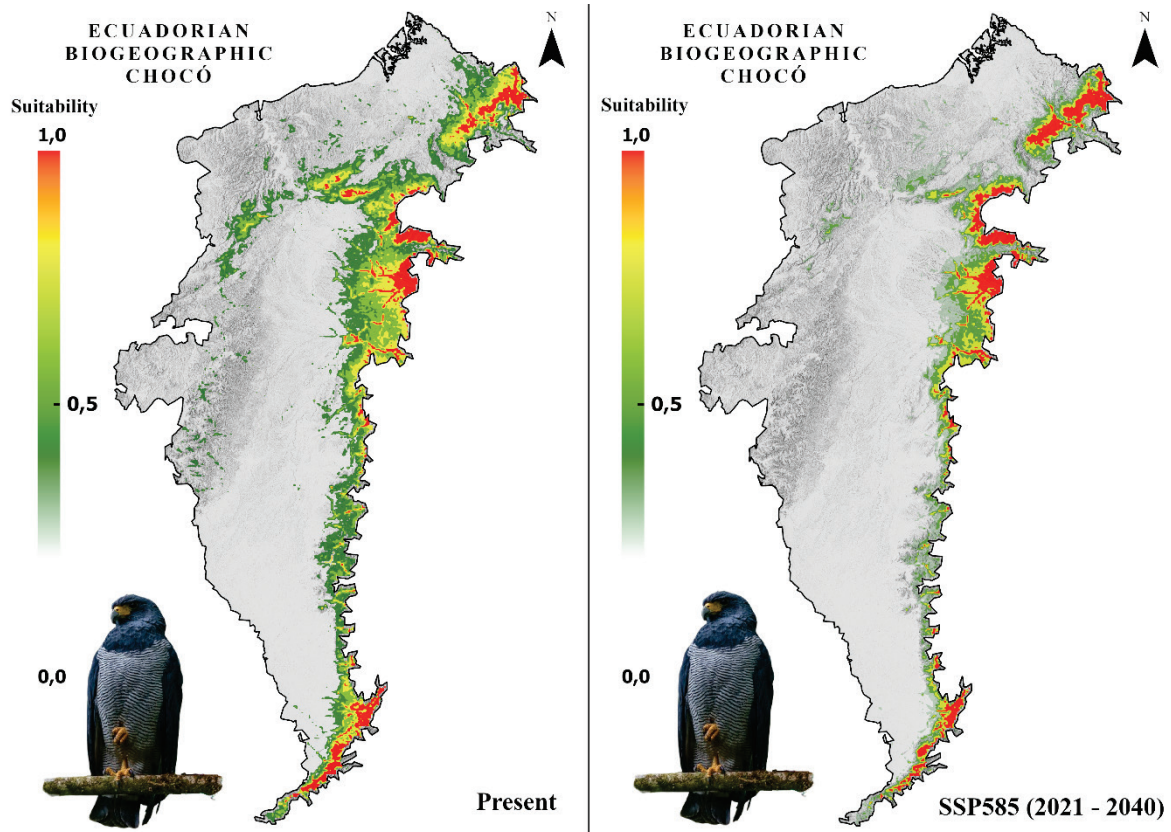 ECUADORIAN
BIOGEOGRAPHIC
CHOCÓ
N
Suitability
1,0
0,5
0,0
Present
ECUADORIAN
BIOGEOGRAPHIC
CHOCÓ
N
Suitability
1,0
0,5
0,0
SSP585 (2021 - 2040)